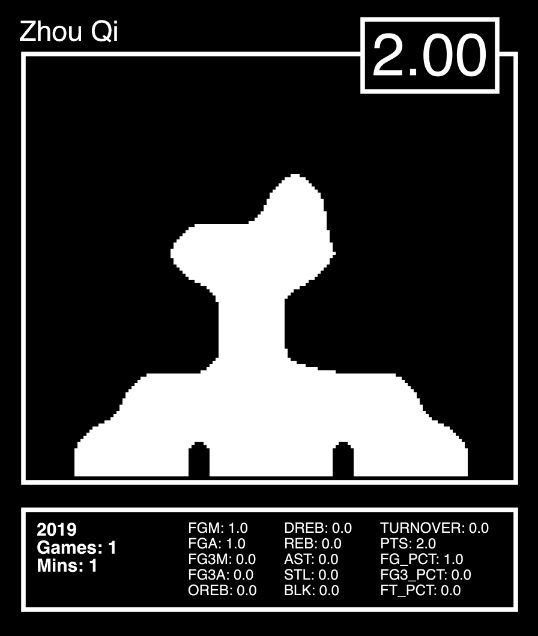 Zhou Qi
2.00
2019
Games: 1
Mins: 1
FGM: 1.0
FGA: 1.0
FG3M: 0.0
FG3A: 0.0
OREB: 0.0
DREB: 0.0
REB: 0.0
AST: 0.0
STL: 0.0
BLK: 0.0
TURNOVER: 0.0
PTS: 2.0
FG_PCT: 1.0
FG3_PCT: 0.0
FT_PCT: 0.0